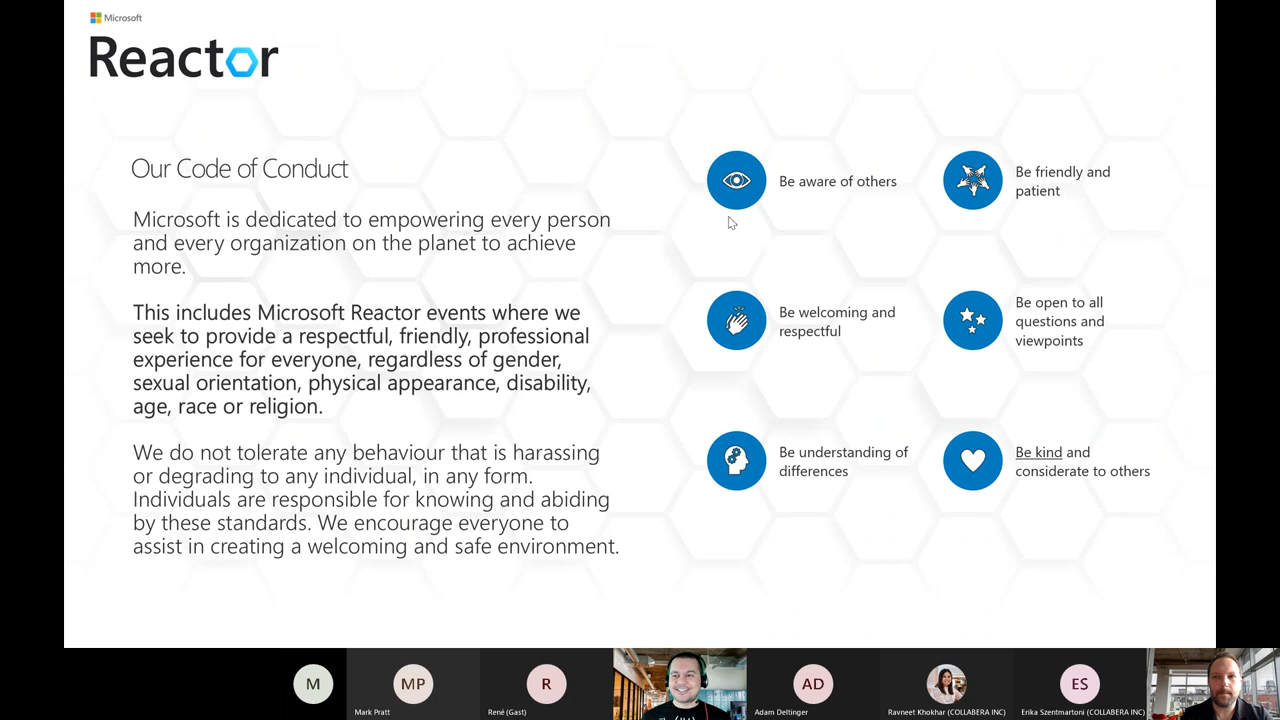 Microsoft
Reactor
Our Code of Conduct
Microsoft is dedicated to empowering every person
and every organization on the planet to achieve
more.
This includes Microsoft Reactor events where we
seek to provide a respectful, friendly, professional
experience for everyone, regardless of gender,
sexual orientation, physical appearance, disability,
age, race or religion.
We do not tolerate any behaviour that is harassing
or degrading to any individual, in any form.
Individuals are responsible for knowing and abiding
by these standards. We encourage everyone to
assist in creating a welcoming and safe environment.
Be aware of others
Be friendly and
patient
Be welcoming and
respectful
Be open to all
questions and
viewpoints
Be understanding of
differences
Be kind and
considerate to others
M
MP
Mark Pratt
R
René (Gast)
AD
Adam Deltinger
Ravneet Khokhar (COLLABERA INC)
ES
Erika Szentmartoni (COLLABERA INC)